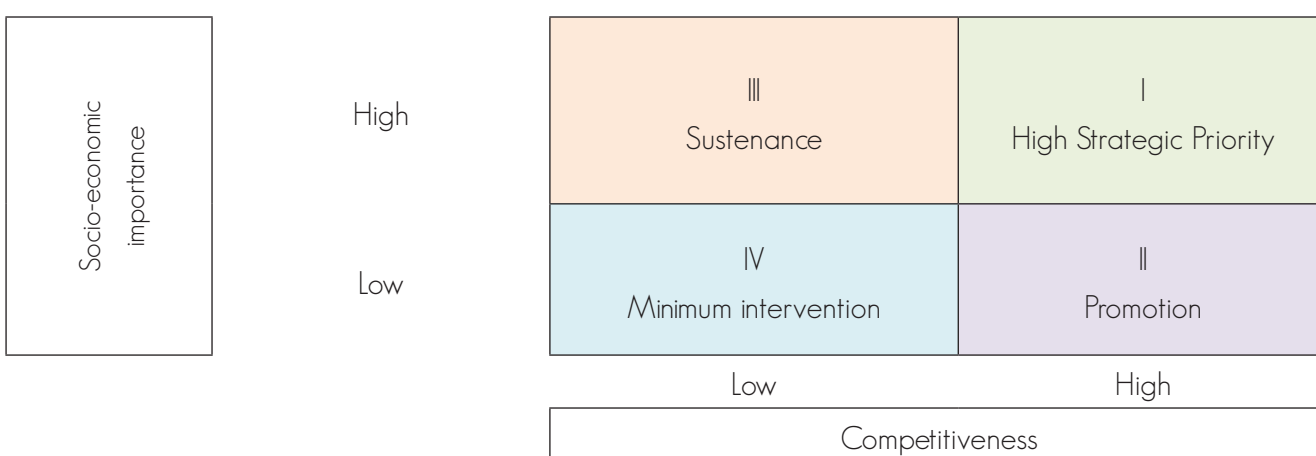 Socio-economic
importance
High
III
Sustenance
I
High Strategic Priority
Low
IV
Minimum intervention
II
Promotion
Low
High
Competitiveness